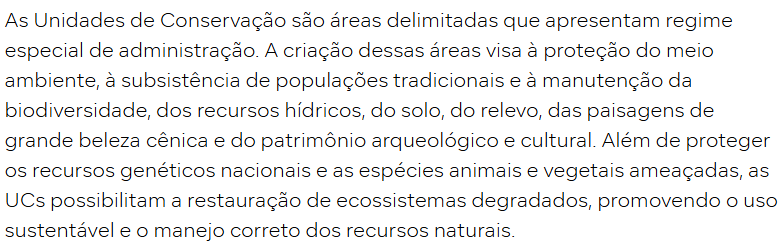 As Unidades de Conservação são áreas delimitadas que apresentam regime
especial de administração. A criação dessas áreas visa à proteção do meio
ambiente, à subsistência de populações tradicionais e à manutenção da
biodiversidade, dos recursos hídricos, do solo, do relevo, das paisagens de
grande beleza cênica e do patrimônio arqueológico e cultural. Além de proteger
os recursos genéticos nacionais e as espécies animais e vegetais ameaçadas, as
UCs possibilitam a restauração de ecossistemas degradados, promovendo o uso
sustentável e o manejo correto dos recursos naturais.